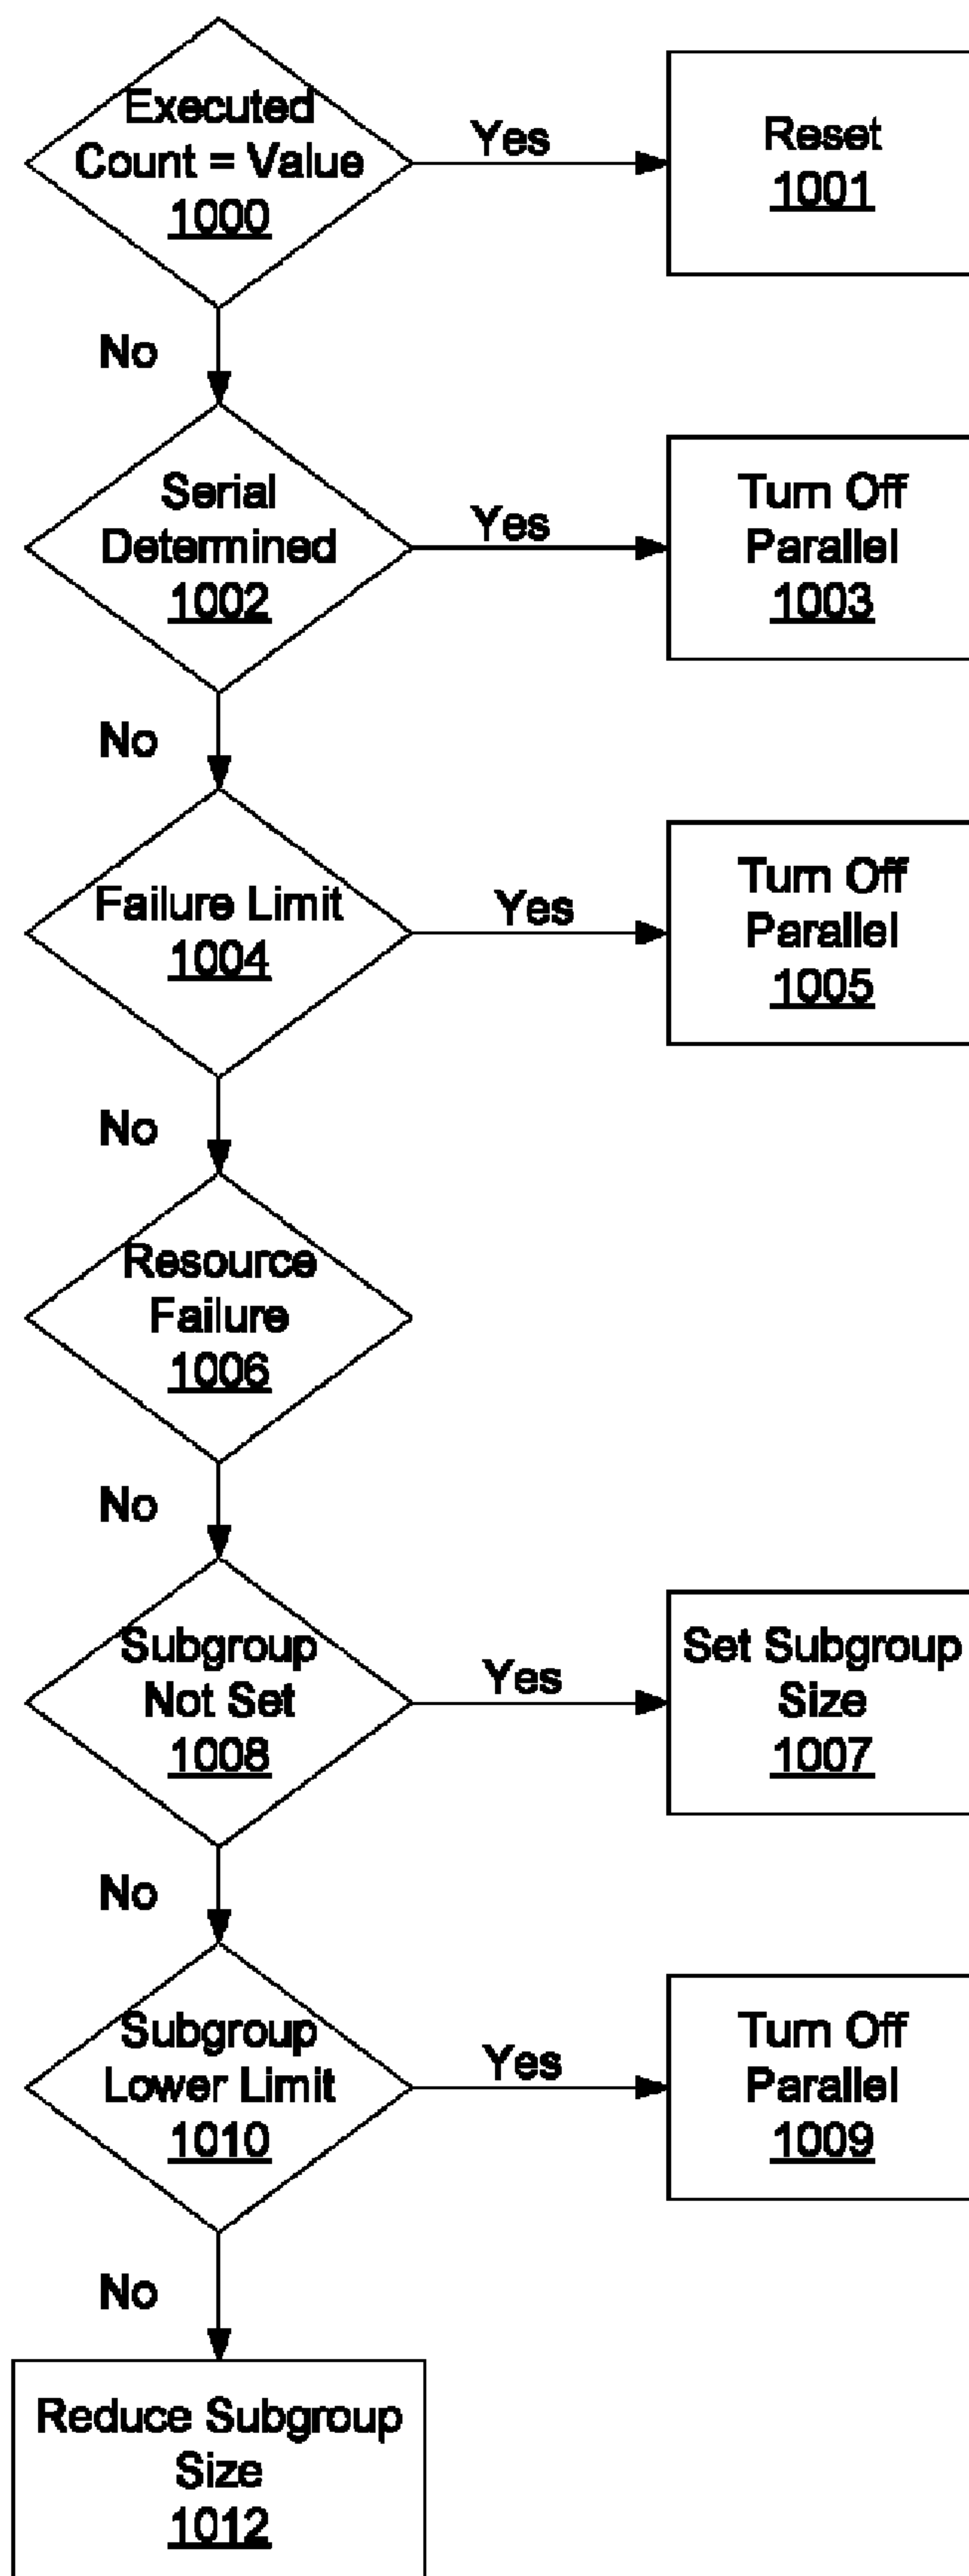 Executed
Count = Value
1000
Yes
Reset
1001
No
Serial
Determined
1002
Yes
Turn Off
Parallel
1003
No
Failure Limit
1004
Yes
Turn Off
Parallel
1005
No
Resource
Failure
1006
No
Subgroup
Not Set
1008
Yes
Set Subgroup
Size
1007
No
Subgroup
Lower Limit
1010
Yes
Turn Off
Parallel
1009
No
Reduce Subgroup
Size
1012